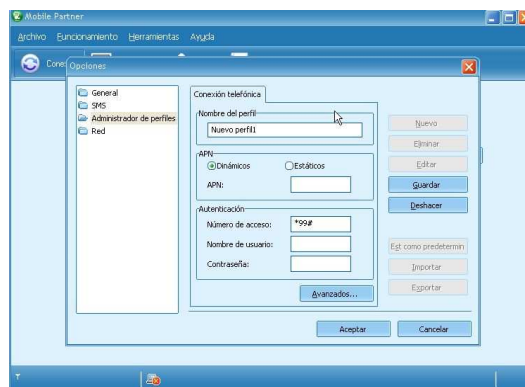 Mobile Partner
Archivo Funcionamiento Herramientas Ayuda
Cone
Opciones
General
SMS
Administrador de perfiles
Red
Conexión telefónica
Nombre del perfil
Nuevo perfil1
APN
Dinámicos Estáticos
APN:
Autenticación
Número de acceso: *99#
Nombre de usuario:
Contraseña:
Avanzados...
Nuevo
Eliminar
Editar
Guardar
Deshacer
Est como predetermin
Importar
Exportar
Aceptar Cancelar